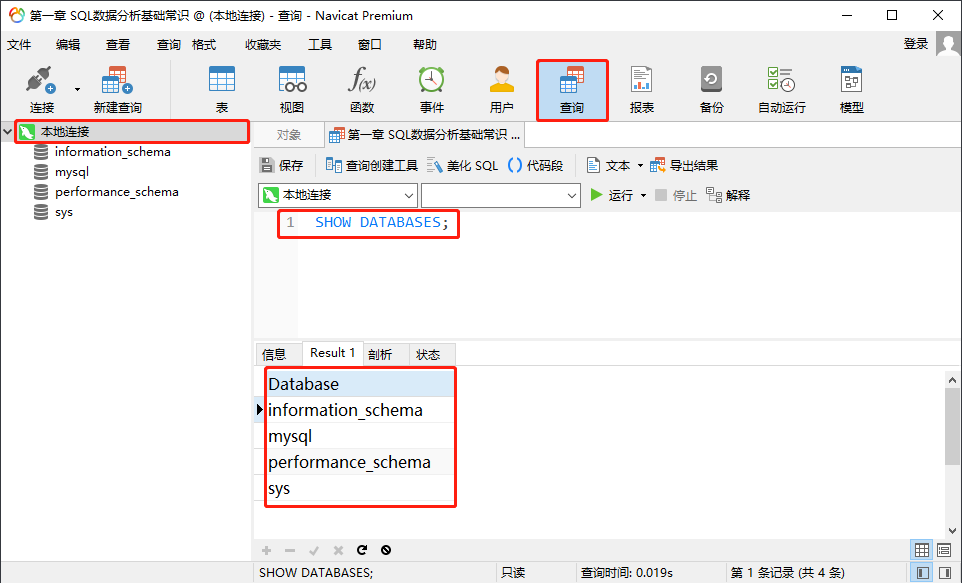 第一章 SQL数据分析基础常识 @ (本地连接) - 查询 - Navicat Premium
文件 编辑 查看 查询 格式 收藏夹 工具 窗口 帮助 登录
连接 新建查询 表 视图 函数 事件 用户 查询 报表 备份 自动运行 模型
f(x)
本地连接
information_schema
mysql
performance_schema
sys
对象 第一章 SQL数据分析基础常识 ...
保存 查询创建工具 美化 SQL () 代码段 文本 导出结果
本地连接 运行 停止 解释
1 SHOW DATABASES;
信息 Result 1 剖析 状态
Database
information_schema
mysql
performance_schema
sys
SHOW DATABASES; 只读 查询时间: 0.019s 第 1 条记录 (共 4 条)